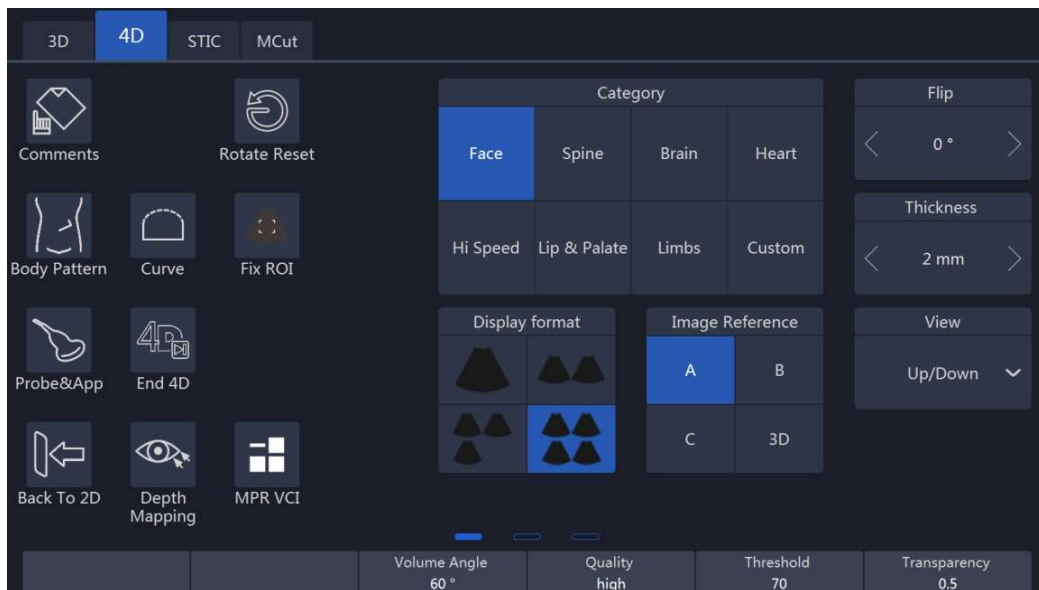 3D
4D
STIC
MCut
Comments
Rotate Reset
Body Pattern
Curve
Fix ROI
Probe&App
4D
End 4D
Back To 2D
Depth
Mapping
MPR VCI
Category
Face
Spine
Brain
Heart
Hi Speed
Lip & Palate
Limbs
Custom
Display format
Image Reference
A
B
C
3D
Flip
0 °
Thickness
2 mm
View
Up/Down
Volume Angle
60 °
Quality
high
Threshold
70
Transparency
0.5